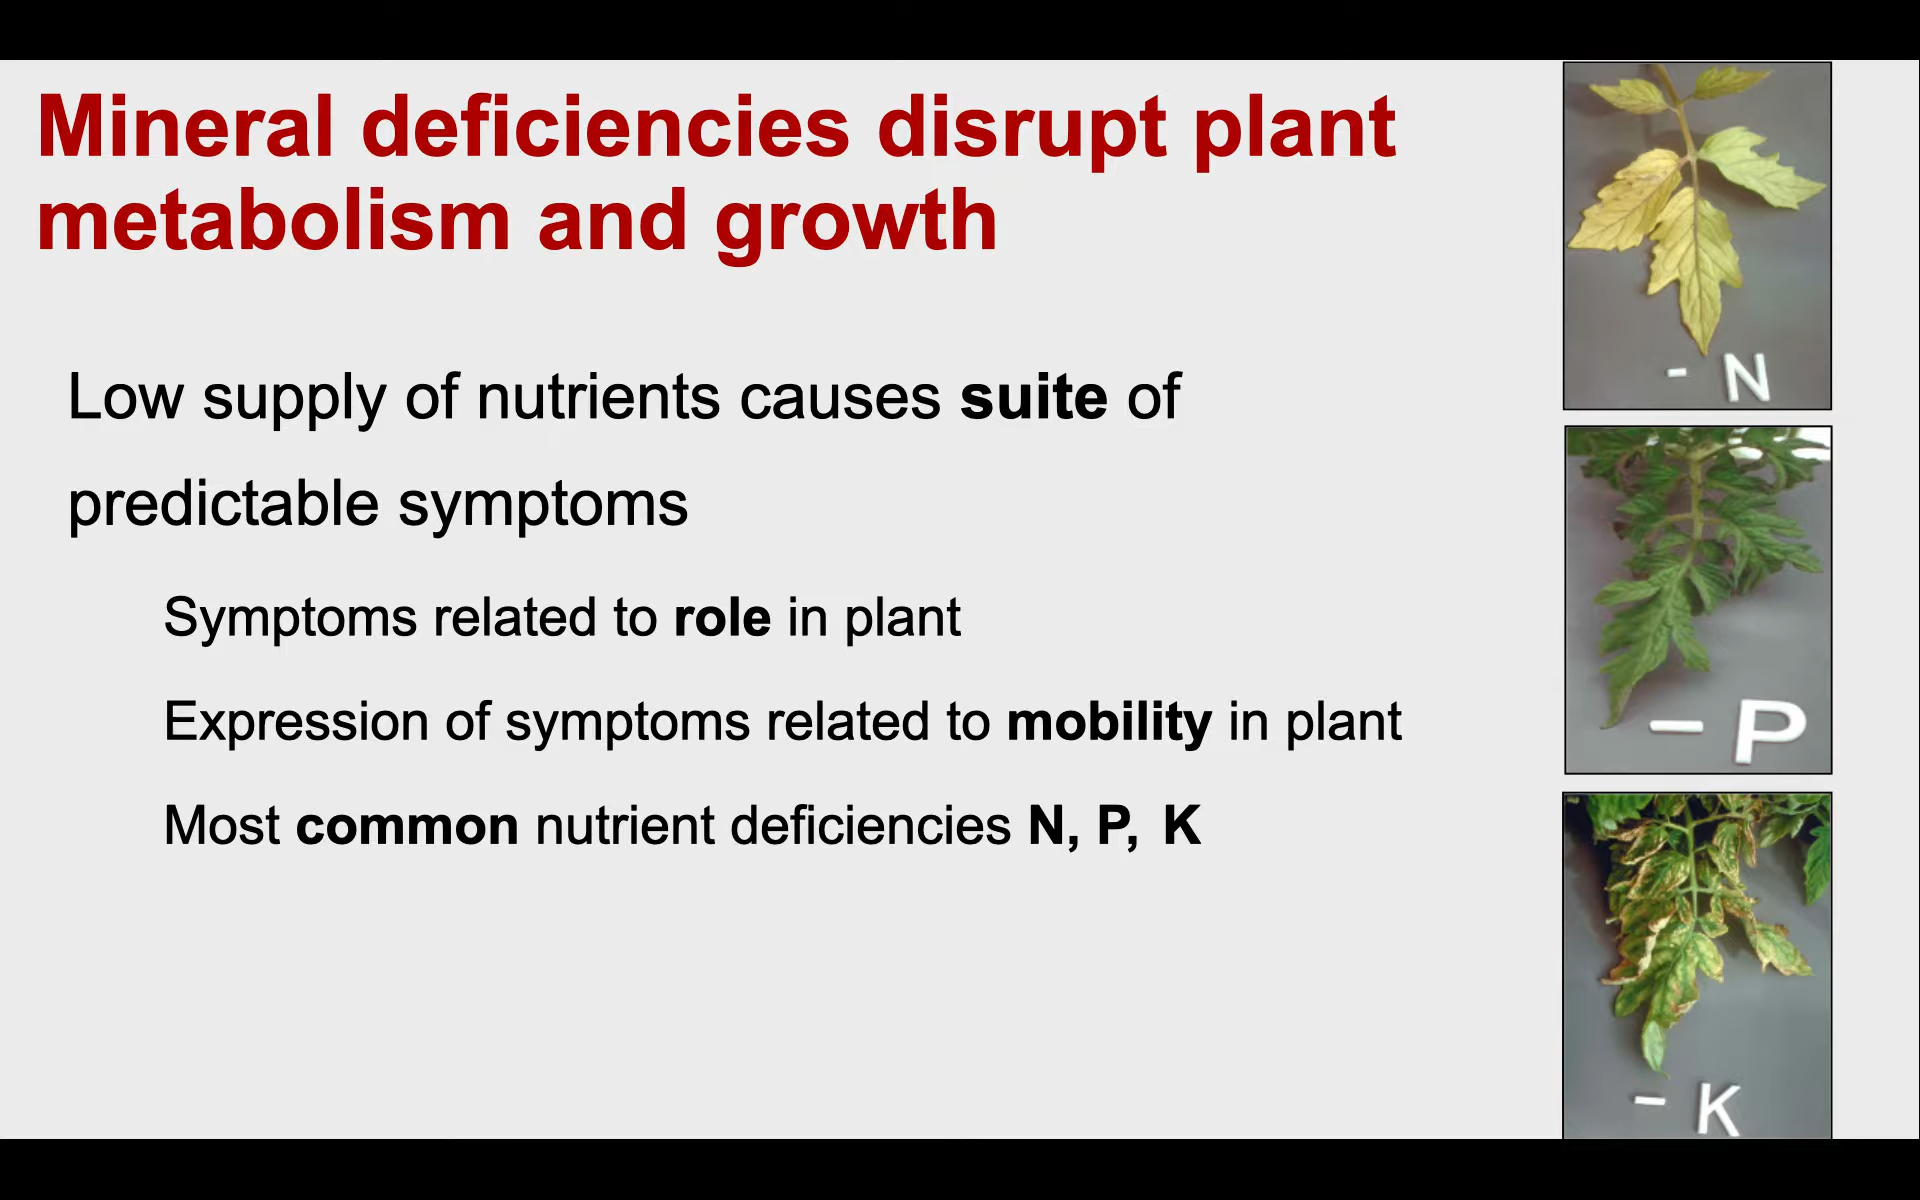 Mineral deficiencies disrupt plant
metabolism and growth
Low supply of nutrients causes suite of
predictable symptoms
Symptoms related to role in plant
Expression of symptoms related to mobility in plant
Most common nutrient deficiencies N, P, K
- N
- P
- K